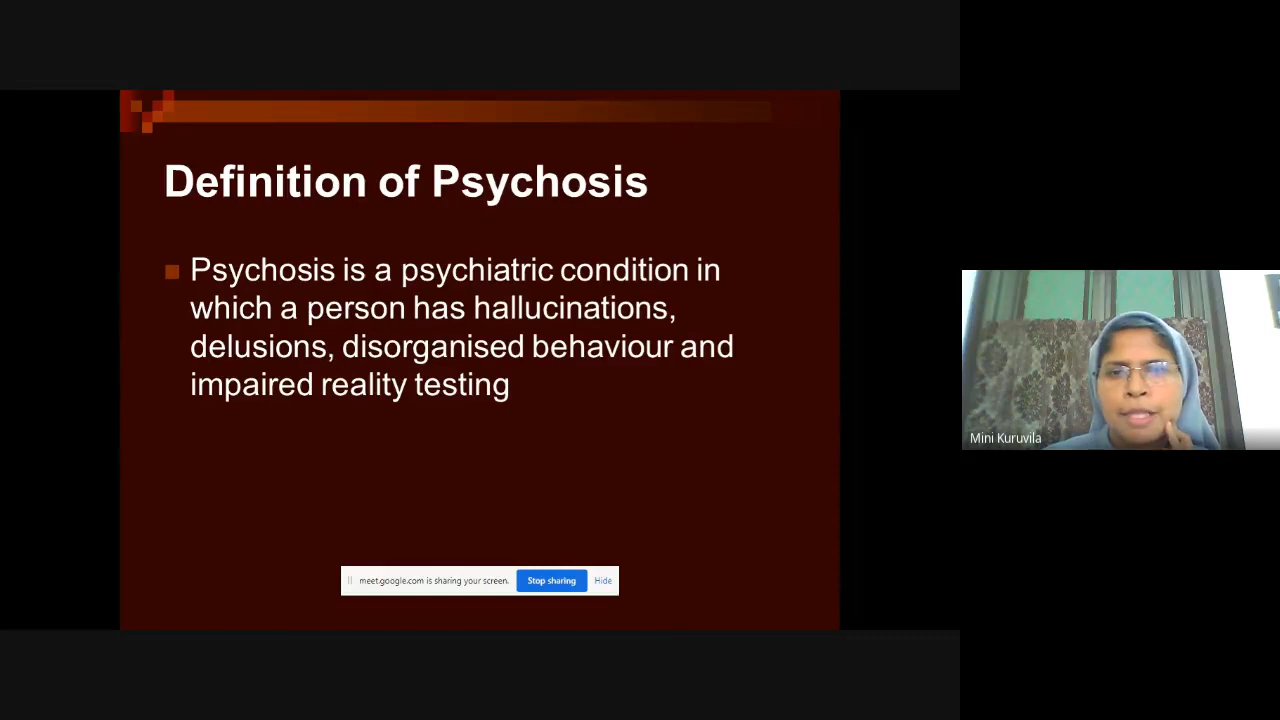 Definition of Psychosis
Psychosis is a psychiatric condition in
which a person has hallucinations,
delusions, disorganised behaviour and
impaired reality testing
Mini Kuruvila
meet.google.com is sharing your screen.
Stop sharing
Hide